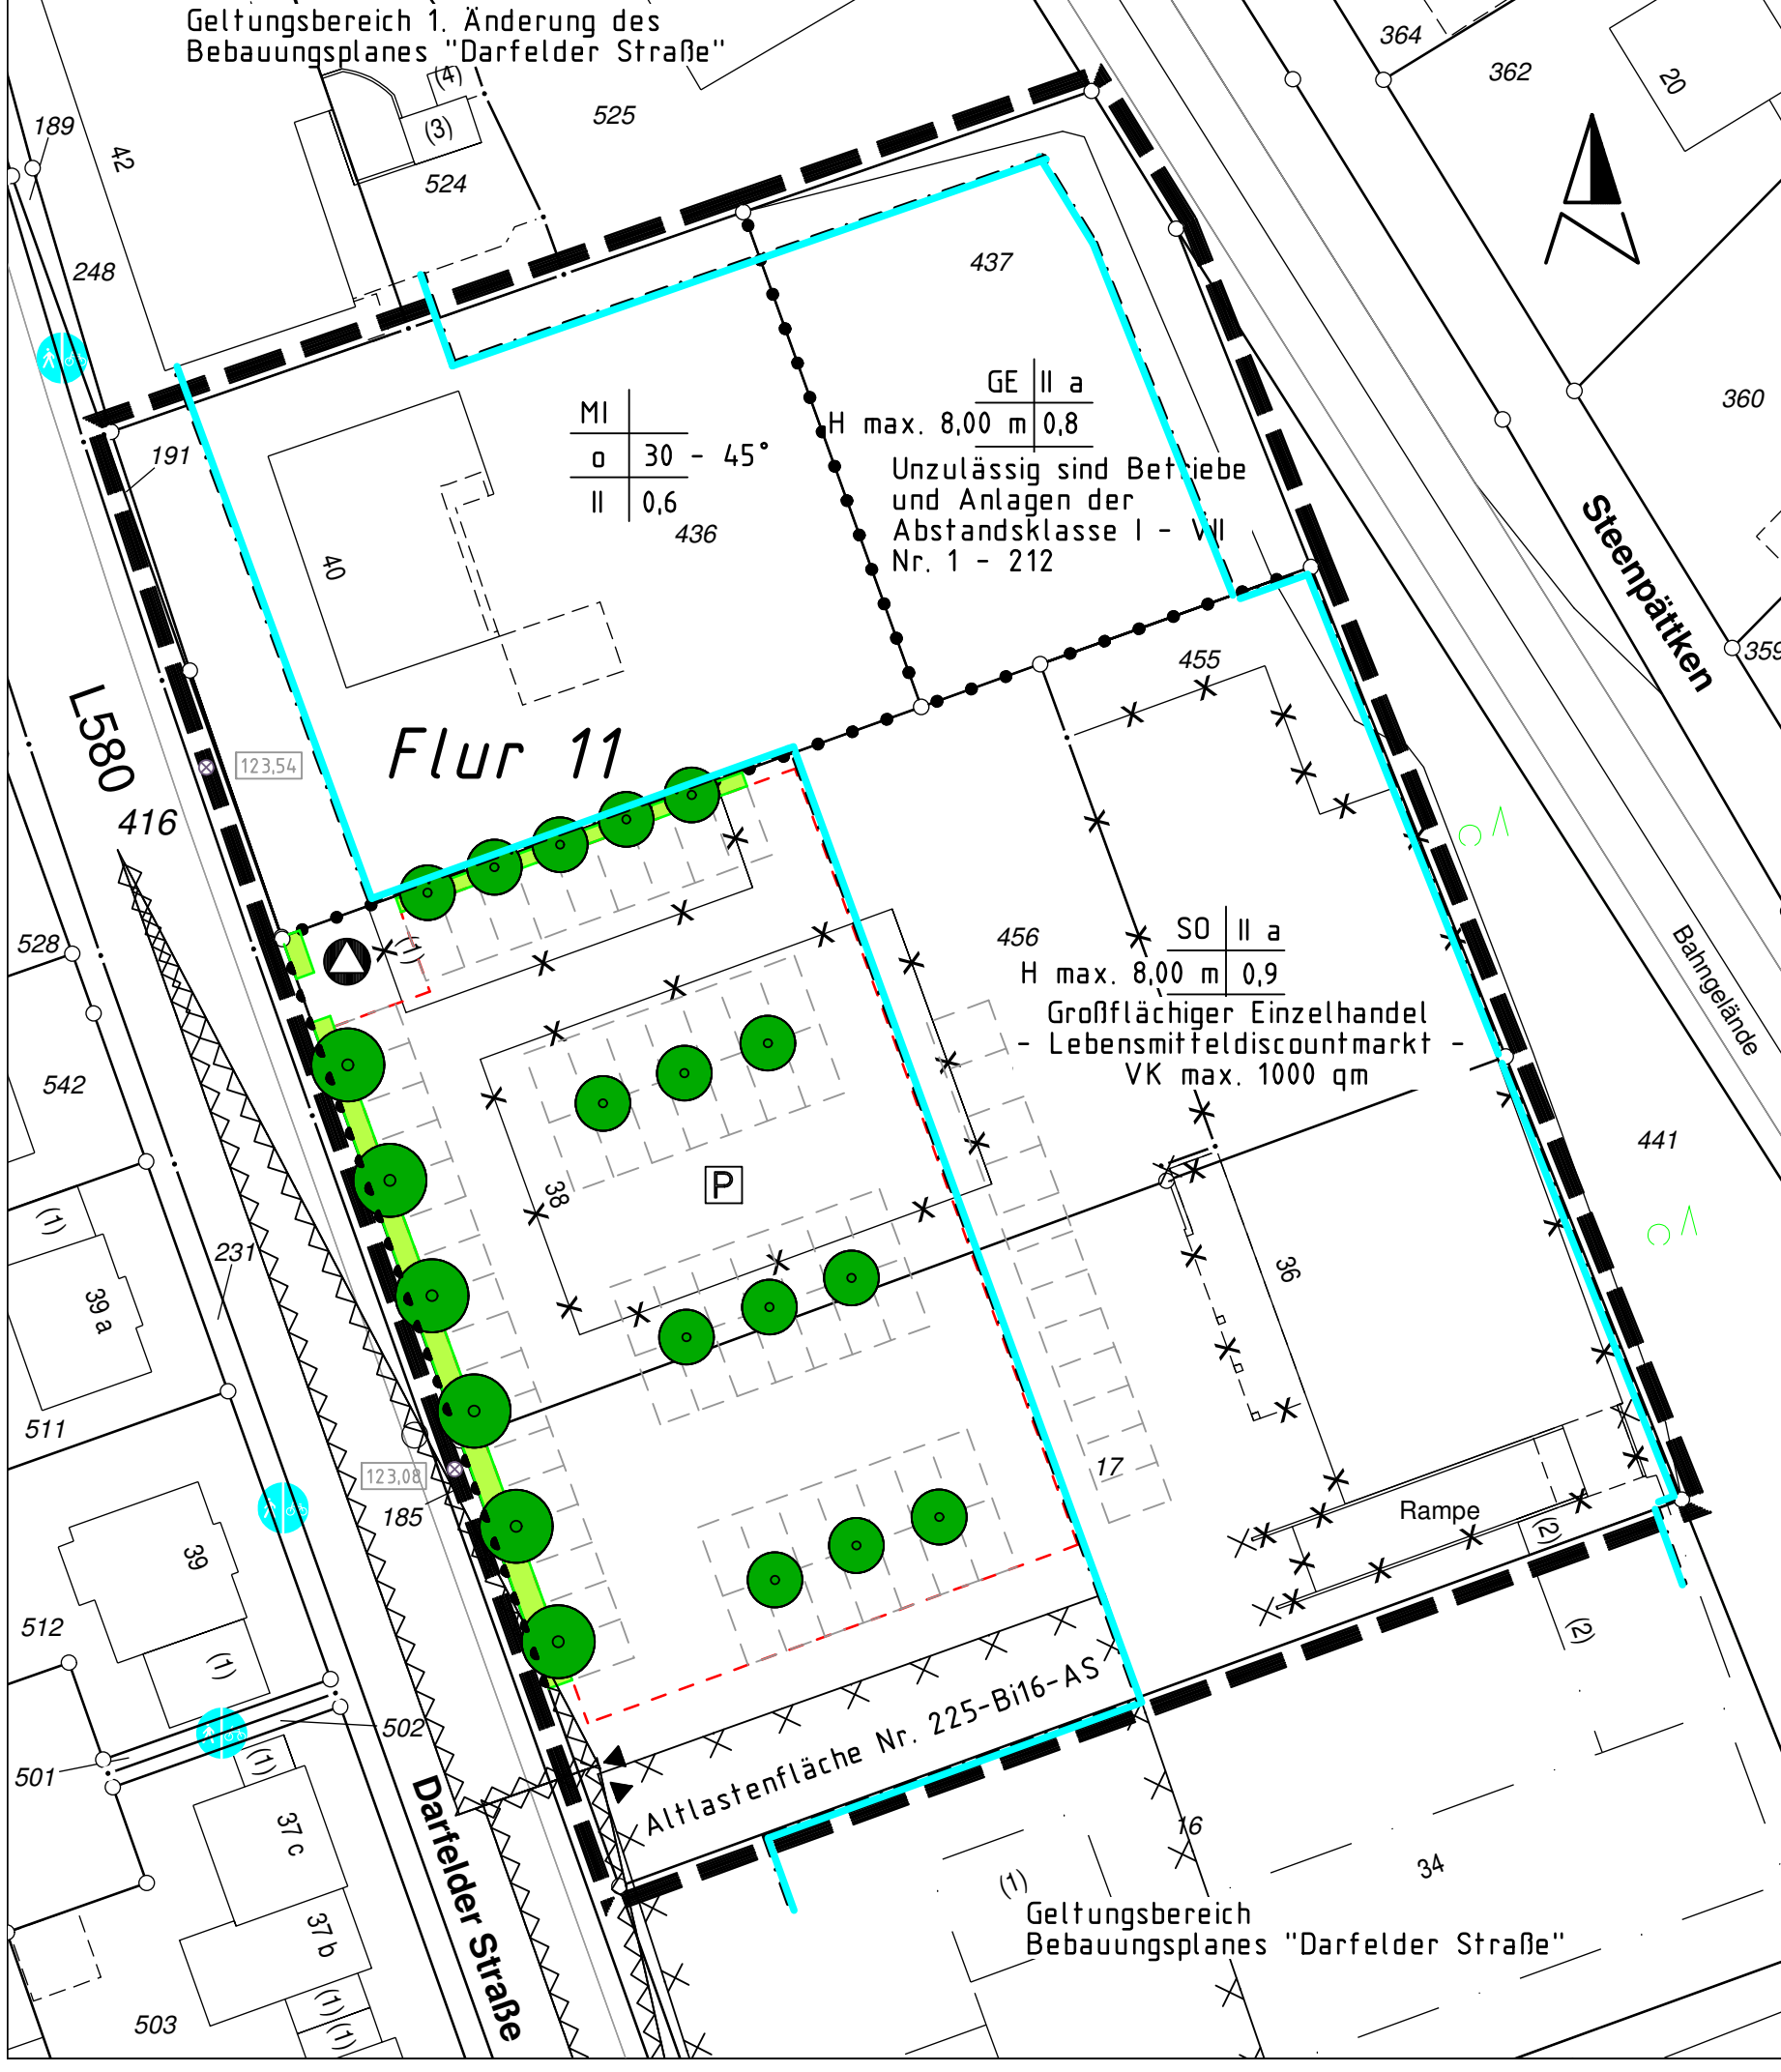 Geltungsbereich 1. Änderung des
Bebauungsplanes "Darfelder Straße"
364
362
20
189
42
(4)
(3)
525
524
248
437
360
191
MI
o 30 - 45°
II 0,6
GE II a
H max. 8,00 m 0,8
Unzulässig sind Betriebe
und Anlagen der
Abstandsklasse I - VII
Nr. 1 - 212
436
40
Steenpättken
359
455
L580
Flur 11
123,54
416
528
(1)
456
SO II a
H max. 8,00 m 0,9
Großflächiger Einzelhandel
- Lebensmitteldiscountmarkt -
VK max. 1000 qm
Bahngelände
542
441
38
P
(1)
231
36
39 a
511
123,08
17
185
Rampe
(2)
39
512
(1)
(2)
Altlastenfläche Nr. 225-Bi16-AS
502
501
(1)
37 c
Darfelder Straße
16
34
(1)
Geltungsbereich
Bebauungsplanes "Darfelder Straße"
37 b
503
(1)
(1)